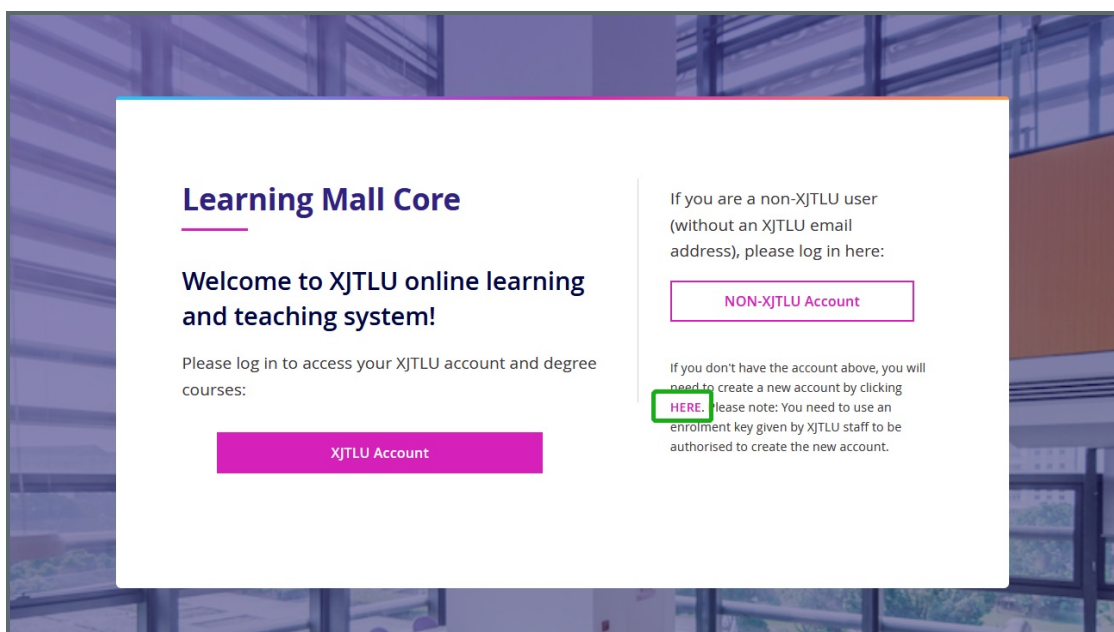 Learning Mall Core
Welcome to XJTLU online learning
and teaching system!
Please log in to access your XJTLU account and degree
courses:
XJTLU Account
If you are a non-XJTLU user
(without an XJTLU email
address), please log in here:
NON-XJTLU Account
If you don't have the account above, you will
need to create a new account by clicking
HERE. Please note: You need to use an
enrolment key given by XJTLU staff to be
authorised to create the new account.